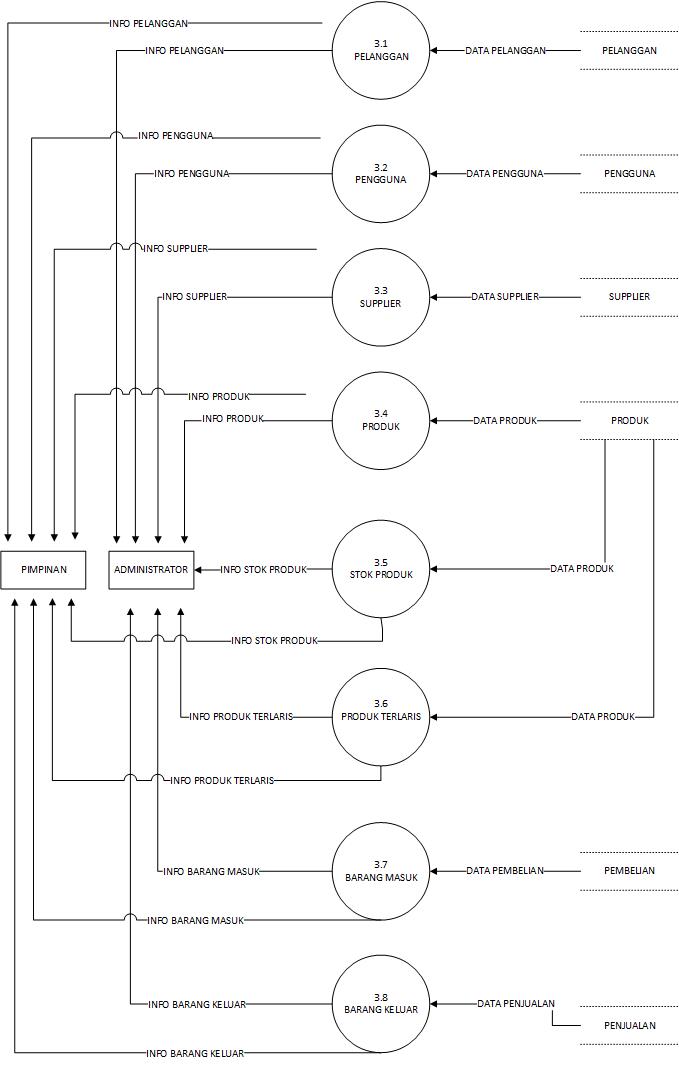 INFO PELANGGAN
3.1
PELANGGAN
INFO PELANGGAN
DATA PELANGGAN
PELANGGAN
INFO PENGGUNA
3.2
PENGGUNA
INFO PENGGUNA
DATA PENGGUNA
PENGGUNA
INFO SUPPLIER
3.3
SUPPLIER
INFO SUPPLIER
DATA SUPPLIER
SUPPLIER
INFO PRODUK
3.4
PRODUK
INFO PRODUK
DATA PRODUK
PRODUK
PIMPINAN
ADMINISTRATOR
INFO STOK PRODUK
3.5
STOK PRODUK
DATA PRODUK
INFO STOK PRODUK
3.6
PRODUK TERLARIS
INFO PRODUK TERLARIS
DATA PRODUK
INFO PRODUK TERLARIS
3.7
BARANG MASUK
INFO BARANG MASUK
DATA PEMBELIAN
PEMBELIAN
INFO BARANG MASUK
3.8
BARANG KELUAR
INFO BARANG KELUAR
DATA PENJUALAN
PENJUALAN
INFO BARANG KELUAR